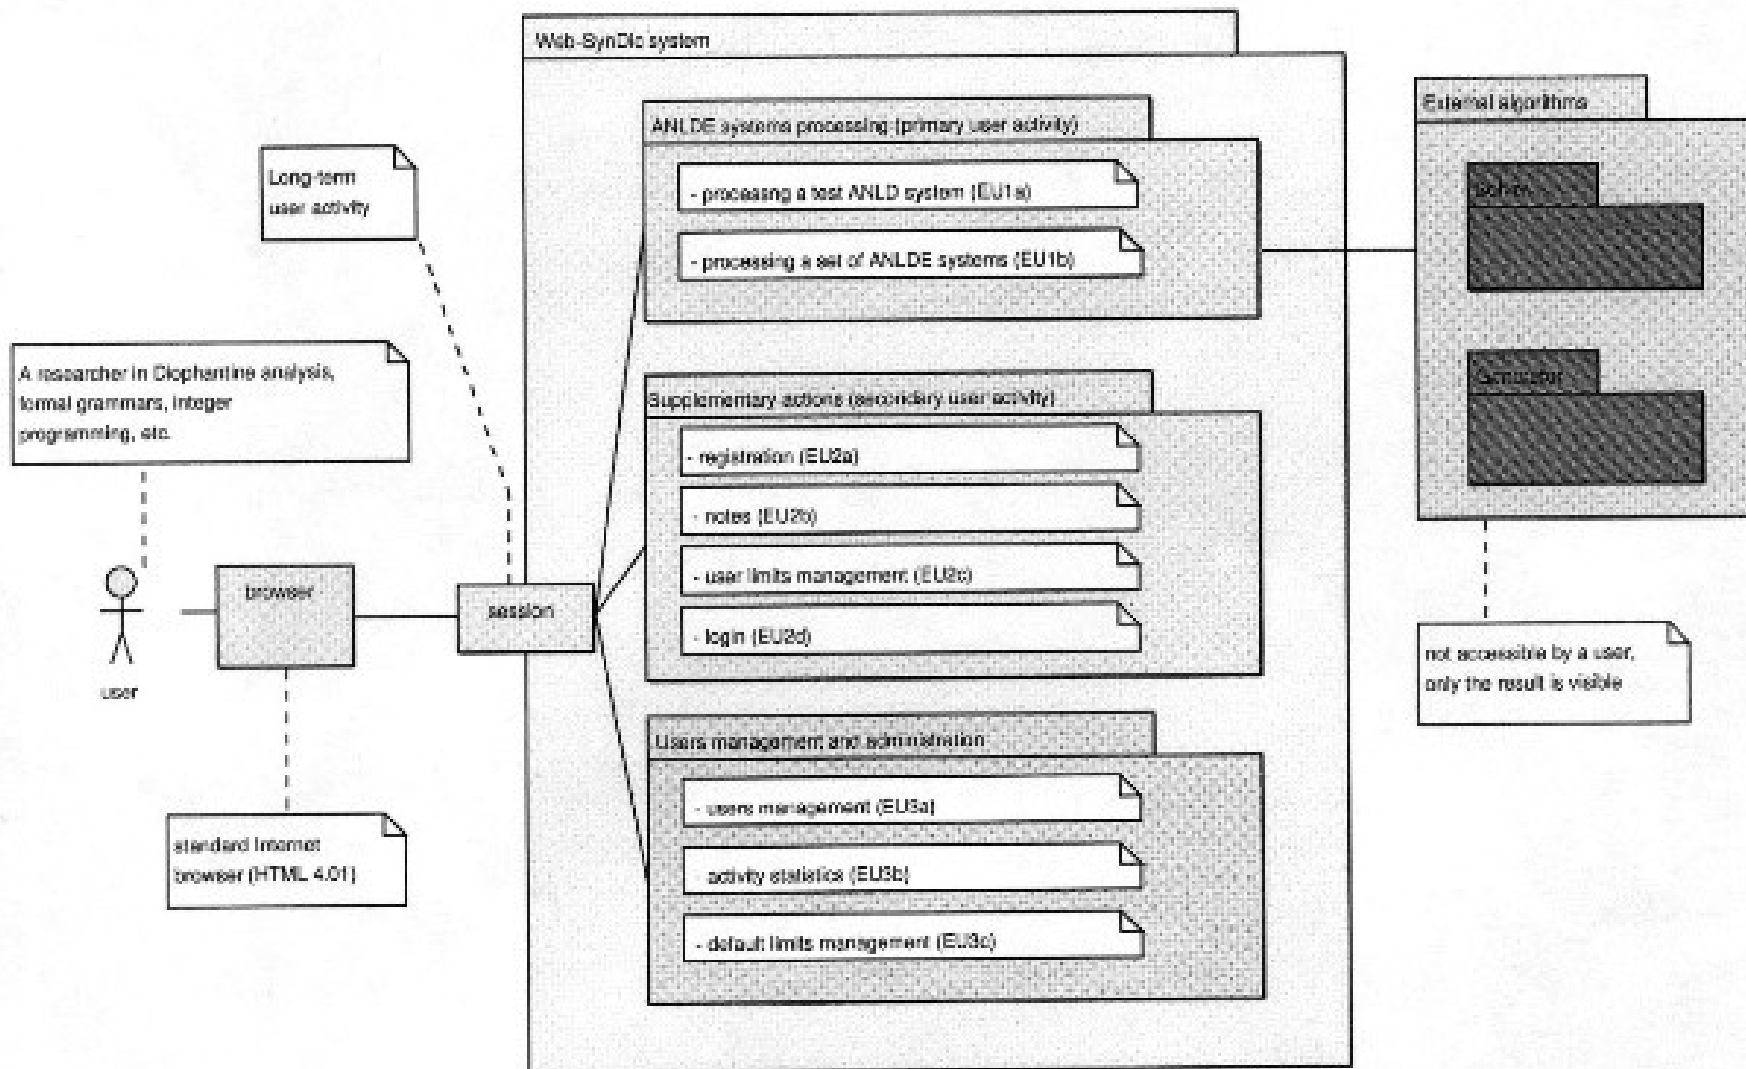 Web-SynDic system
ANLDE systems processing (primary user activity)
- processng a test ANLD system (EU1a)
- processing a set of ANLDE systems (EU1b)
External algorithms
Solver
Generator
Long-term
user activity
A researcher in Diophantine analysis,
formal grammars, integer
programming, etc.
Supplementary actions (secondary user activity)
- registration (EU2a)
- notes (EU2b)
- user limits management (EU2c)
- login (EU2d)
browser
session
user
not accessible by a user,
only the result is visible
Users management and administration
- users management (EU3a)
- activity statistics (EU3b)
- default limits management (EU3c)
standard Internet
browser (HTML 4.01)